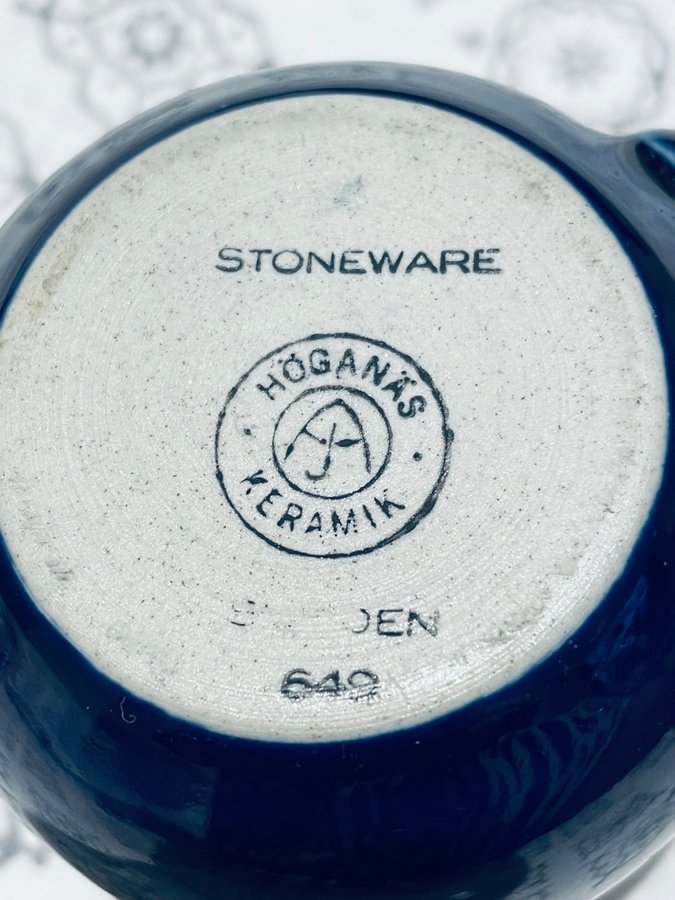 STONEWARE
HÖGANÄS
KERAMIK
649